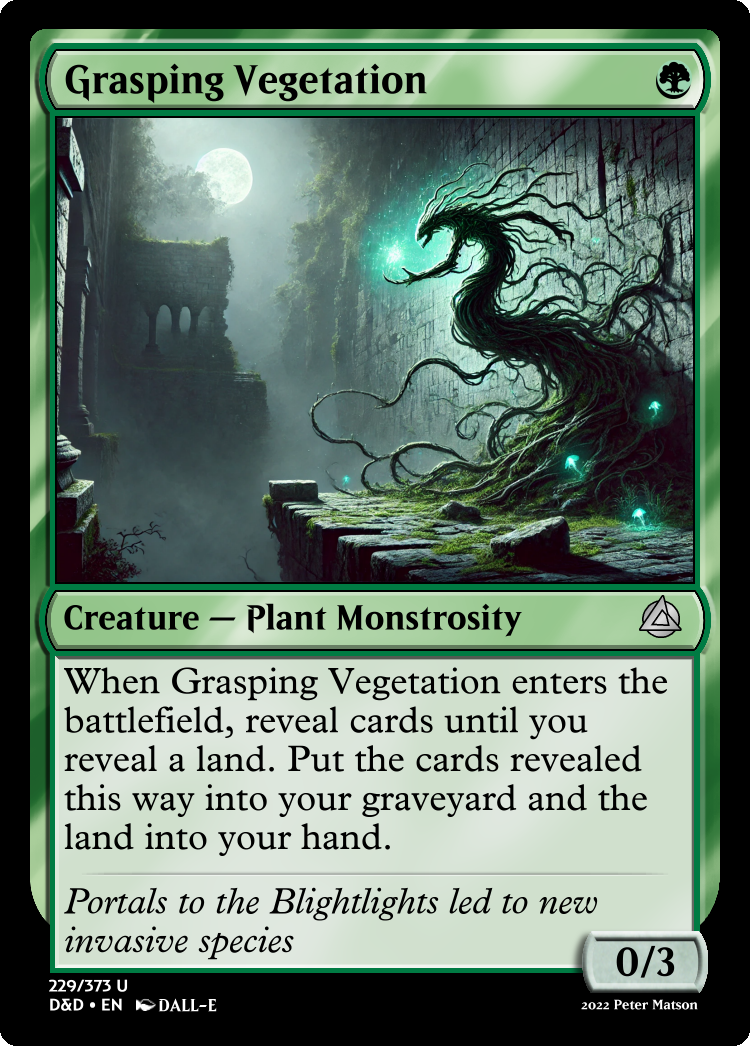 Grasping Vegetation
Creature — Plant Monstrosity
When Grasping Vegetation enters the
battlefield, reveal cards until you
reveal a land. Put the cards revealed
this way into your graveyard and the
land into your hand.
Portals to the Blightlights led to new
invasive species
0/3
229/373 U
D&D • EN DALL-E
2022 Peter Matson